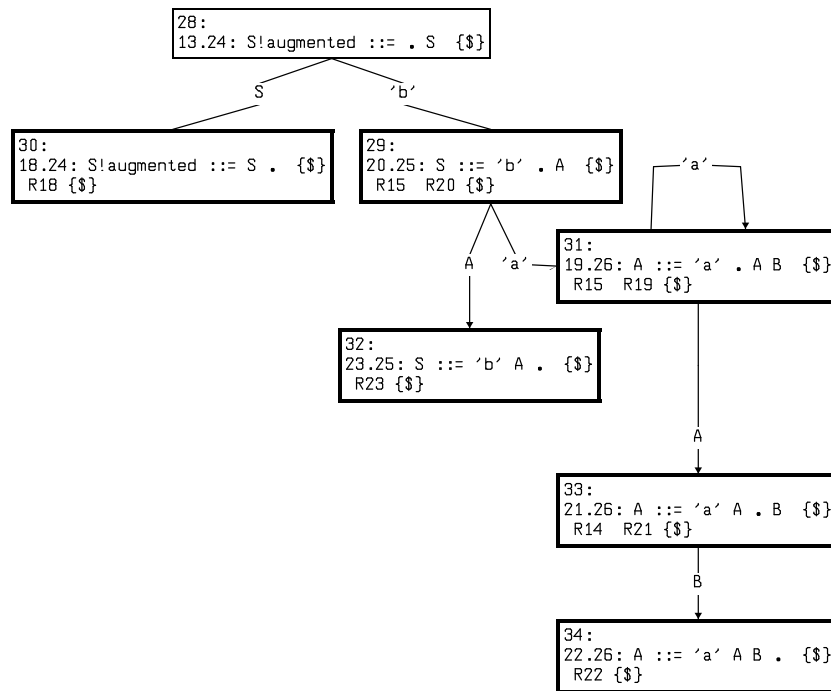 28:
13.24: S!augmented ::= . S {$}
S
'b'
30:
18.24: S!augmented ::= S . {$}
R18 {$}
29:
20.25: S ::= 'b' . A {$}
R15 R20 {$}
'a'
31:
19.26: A ::= 'a' . A B {$}
R15 R19 {$}
A
'a'
32:
23.25: S ::= 'b' A . {$}
R23 {$}
A
33:
21.26: A ::= 'a' A . B {$}
R14 R21 {$}
B
34:
22.26: A ::= 'a' A B . {$}
R22 {$}